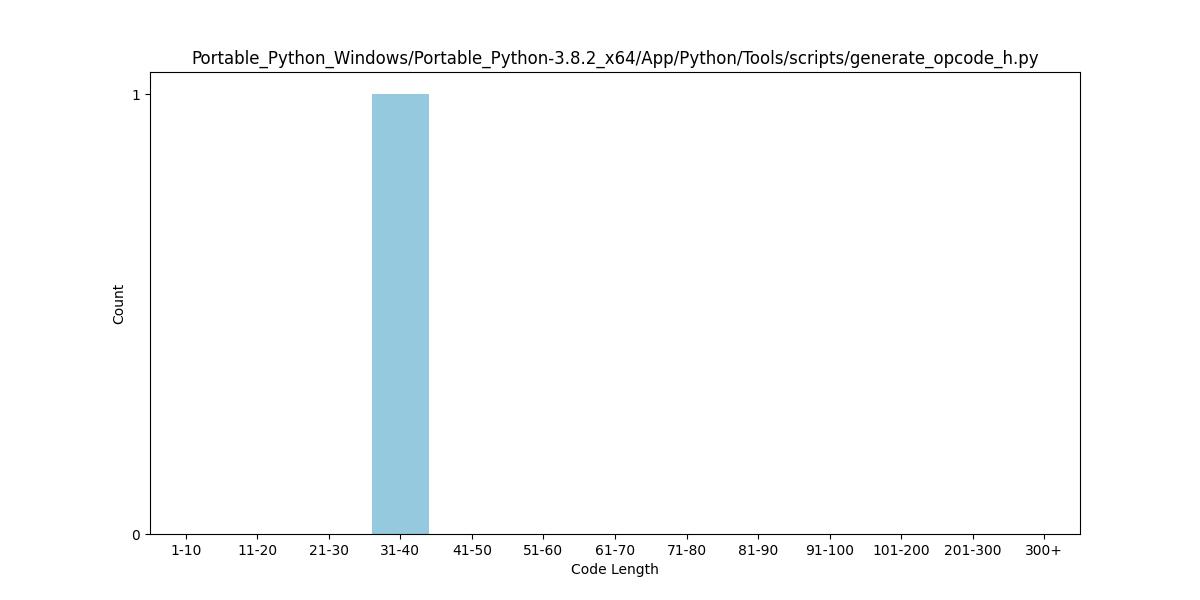 Portable_Python_Windows/Portable_Python-3.8.2_x64/App/Python/Tools/scripts/generate_opcode_h.py
1
Count
0
1-10 11-20 21-30 31-40 41-50 51-60 61-70 71-80 81-90 91-100 101-200 201-300 300+
Code Length